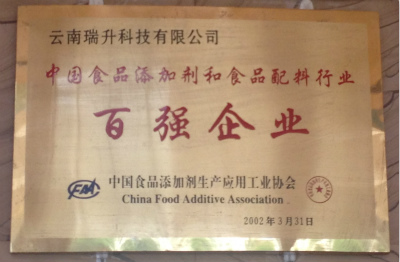 云南瑞升科技有限公司
中国食品添加剂和食品配料行业
百强企业
中国食品添加剂生产应用工业协会
China Food Additive Association
2002年3月31日